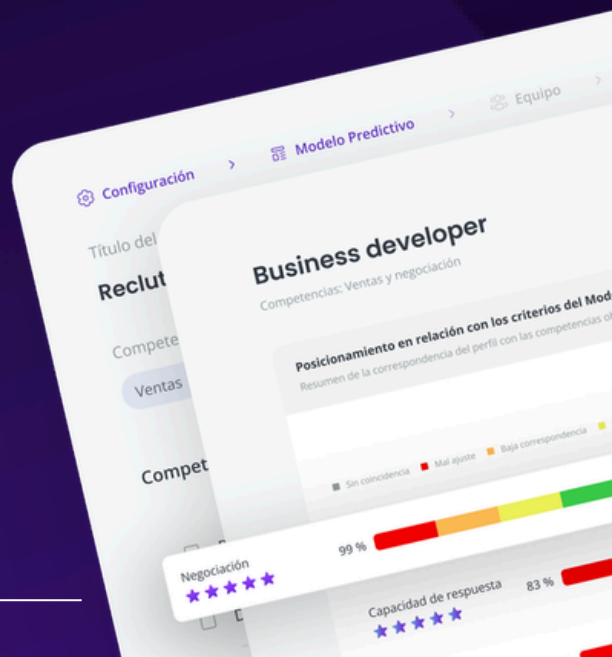 Configuración > Modelo Predictivo > Equipo >
Título del
Reclut
Compete
Ventas
Compet
Business developer
Competencias: Ventas y negociación
Posicionamiento en relación con los criterios del Mod
Resumen de la correspondencia del perfil con las competencias ob
Sin coincidencia Mal ajuste Baja correspondencia
Negociación 99 %
Capacidad de respuesta 83 %